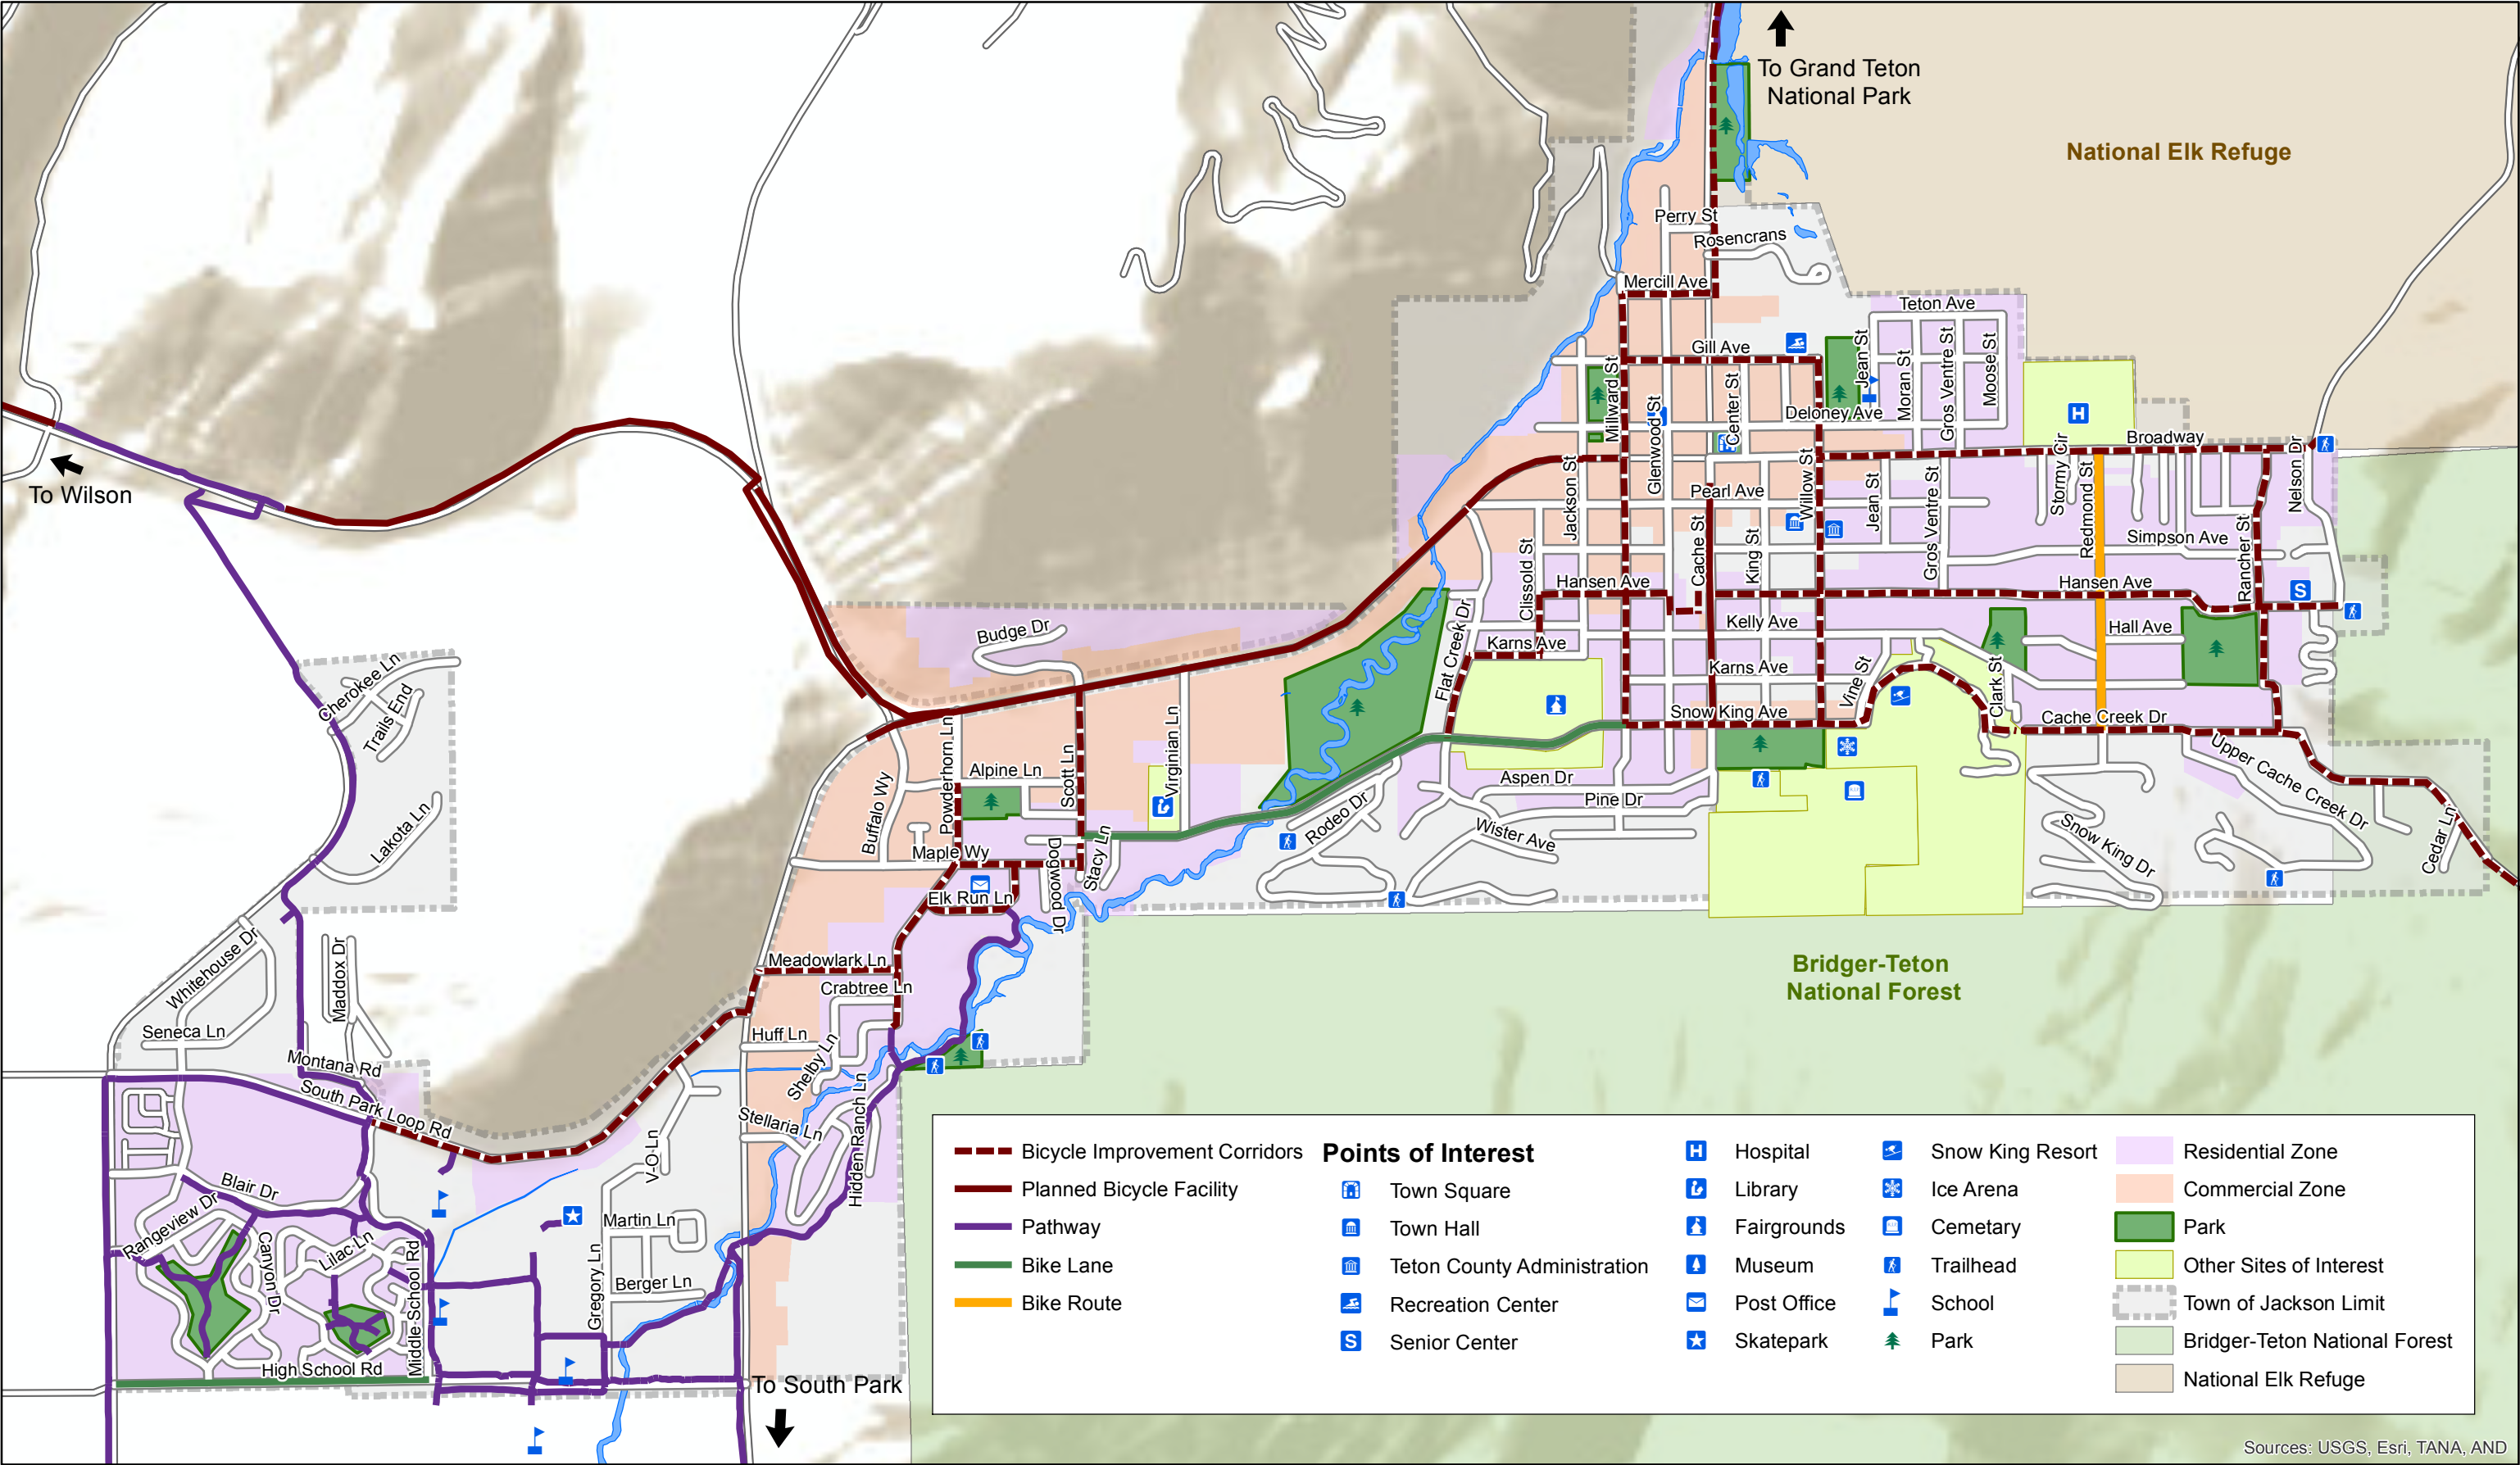 To Grand Teton
National Park
National Elk Refuge
Perry St
Rosencrans
Mercill Ave
Teton Ave
Gill Ave
Jean St
Moran St
Gros Ventre St
Moose St
Millward St
Glenwood St
Center St
Deloney Ave
H
Broadway
To Wilson
Jackson St
Willow St
Stormy Cir
Redmond St
Nelson Dr
Pearl Ave
Jean St
Gros Ventre St
Cache St
King St
Simpson Ave
Rancher St
Clissold St
Hansen Ave
Hansen Ave
S
Budge Dr
Flat Creek Dr
Karns Ave
Kelly Ave
Hall Ave
Karns Ave
Vine St
Clark St
Cherokee Ln
Trails End
Snow King Ave
Cache Creek Dr
Powderhorn Ln
Virginian Ln
Scott Ln
Alpine Ln
Aspen Dr
Upper Cache Creek Dr
Buffalo Wy
Rodeo Dr
Pine Dr
Lakota Ln
Maple Wy
Dogwood Dr
Stacy Ln
Wister Ave
Snow King Dr
Cedar Ln
Elk Run Ln
Whitehouse Dr
Maddox Dr
Meadowlark Ln
Crabtree Ln
Bridger-Teton
National Forest
Seneca Ln
Huff Ln
Shelby Ln
Montana Rd
South Park Loop Rd
Stellaria Ln
Hidden Ranch Ln
V-O Ln
Blair Dr
Rangeview Dr
Canyon Dr
Lilac Ln
Middle School Rd
Martin Ln
Gregory Ln
Berger Ln
High School Rd
To South Park
Bicycle Improvement Corridors
Planned Bicycle Facility
Pathway
Bike Lane
Bike Route
Points of Interest
Town Square
Town Hall
Teton County Administration
Recreation Center
S Senior Center
H Hospital
Library
Fairgrounds
Museum
Post Office
Skatepark
Snow King Resort
Ice Arena
Cemetary
Trailhead
School
Park
Residential Zone
Commercial Zone
Park
Other Sites of Interest
Town of Jackson Limit
Bridger-Teton National Forest
National Elk Refuge
Sources: USGS, Esri, TANA, AND